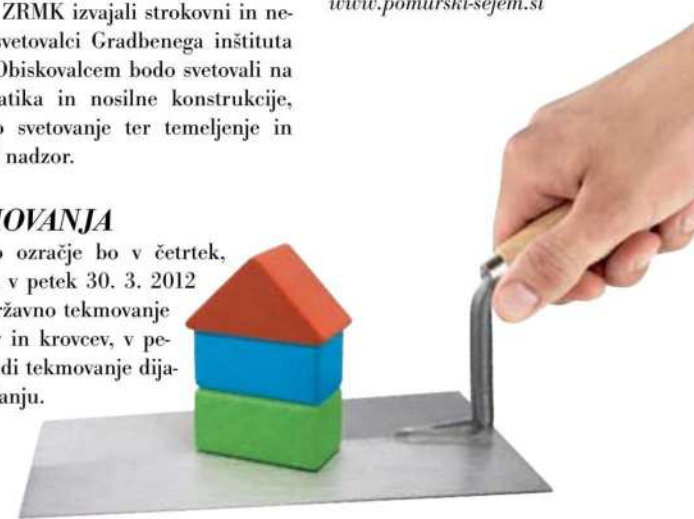 ZRMK izvajali strokovni in ne-
svetovalci Gradbenega inštituta
Obiskovalcem bodo svetovali na
atika in nosilne konstrukcije,
o svetovanje ter temeljenje in
nadzor.
MOVANJA
o ozračje bo v četrtek,
v petek 30. 3. 2012
ržavno tekmovanje
in krovcev, v pe-
di tekmovanje dija-
anju.
www.pomurski-sejem.si